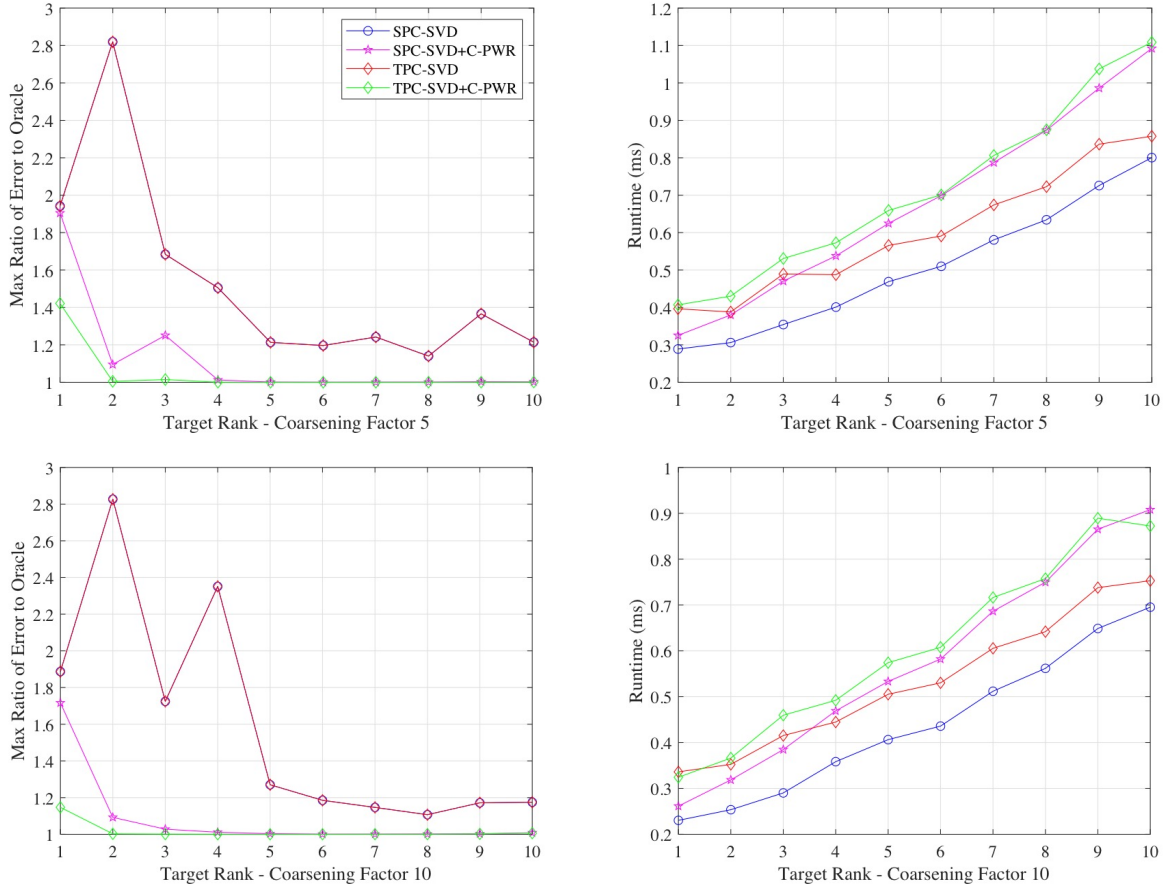 3
2.8
2.6
2.4
2.2
2
1.8
1.6
1.4
1.2
1
Max Ratio of Error to Oracle
SPC-SVD
SPC-SVD+C-PWR
TPC-SVD
TPC-SVD+C-PWR
1 2 3 4 5 6 7 8 9 10
Target Rank - Coarsening Factor 5
1.2
1.1
1
0.9
0.8
0.7
0.6
0.5
0.4
0.3
0.2
Runtime (ms)
1 2 3 4 5 6 7 8 9 10
Target Rank - Coarsening Factor 5
3
2.8
2.6
2.4
2.2
2
1.8
1.6
1.4
1.2
1
Max Ratio of Error to Oracle
1 2 3 4 5 6 7 8 9 10
Target Rank - Coarsening Factor 10
1
0.9
0.8
0.7
0.6
0.5
0.4
0.3
0.2
Runtime (ms)
1 2 3 4 5 6 7 8 9 10
Target Rank - Coarsening Factor 10